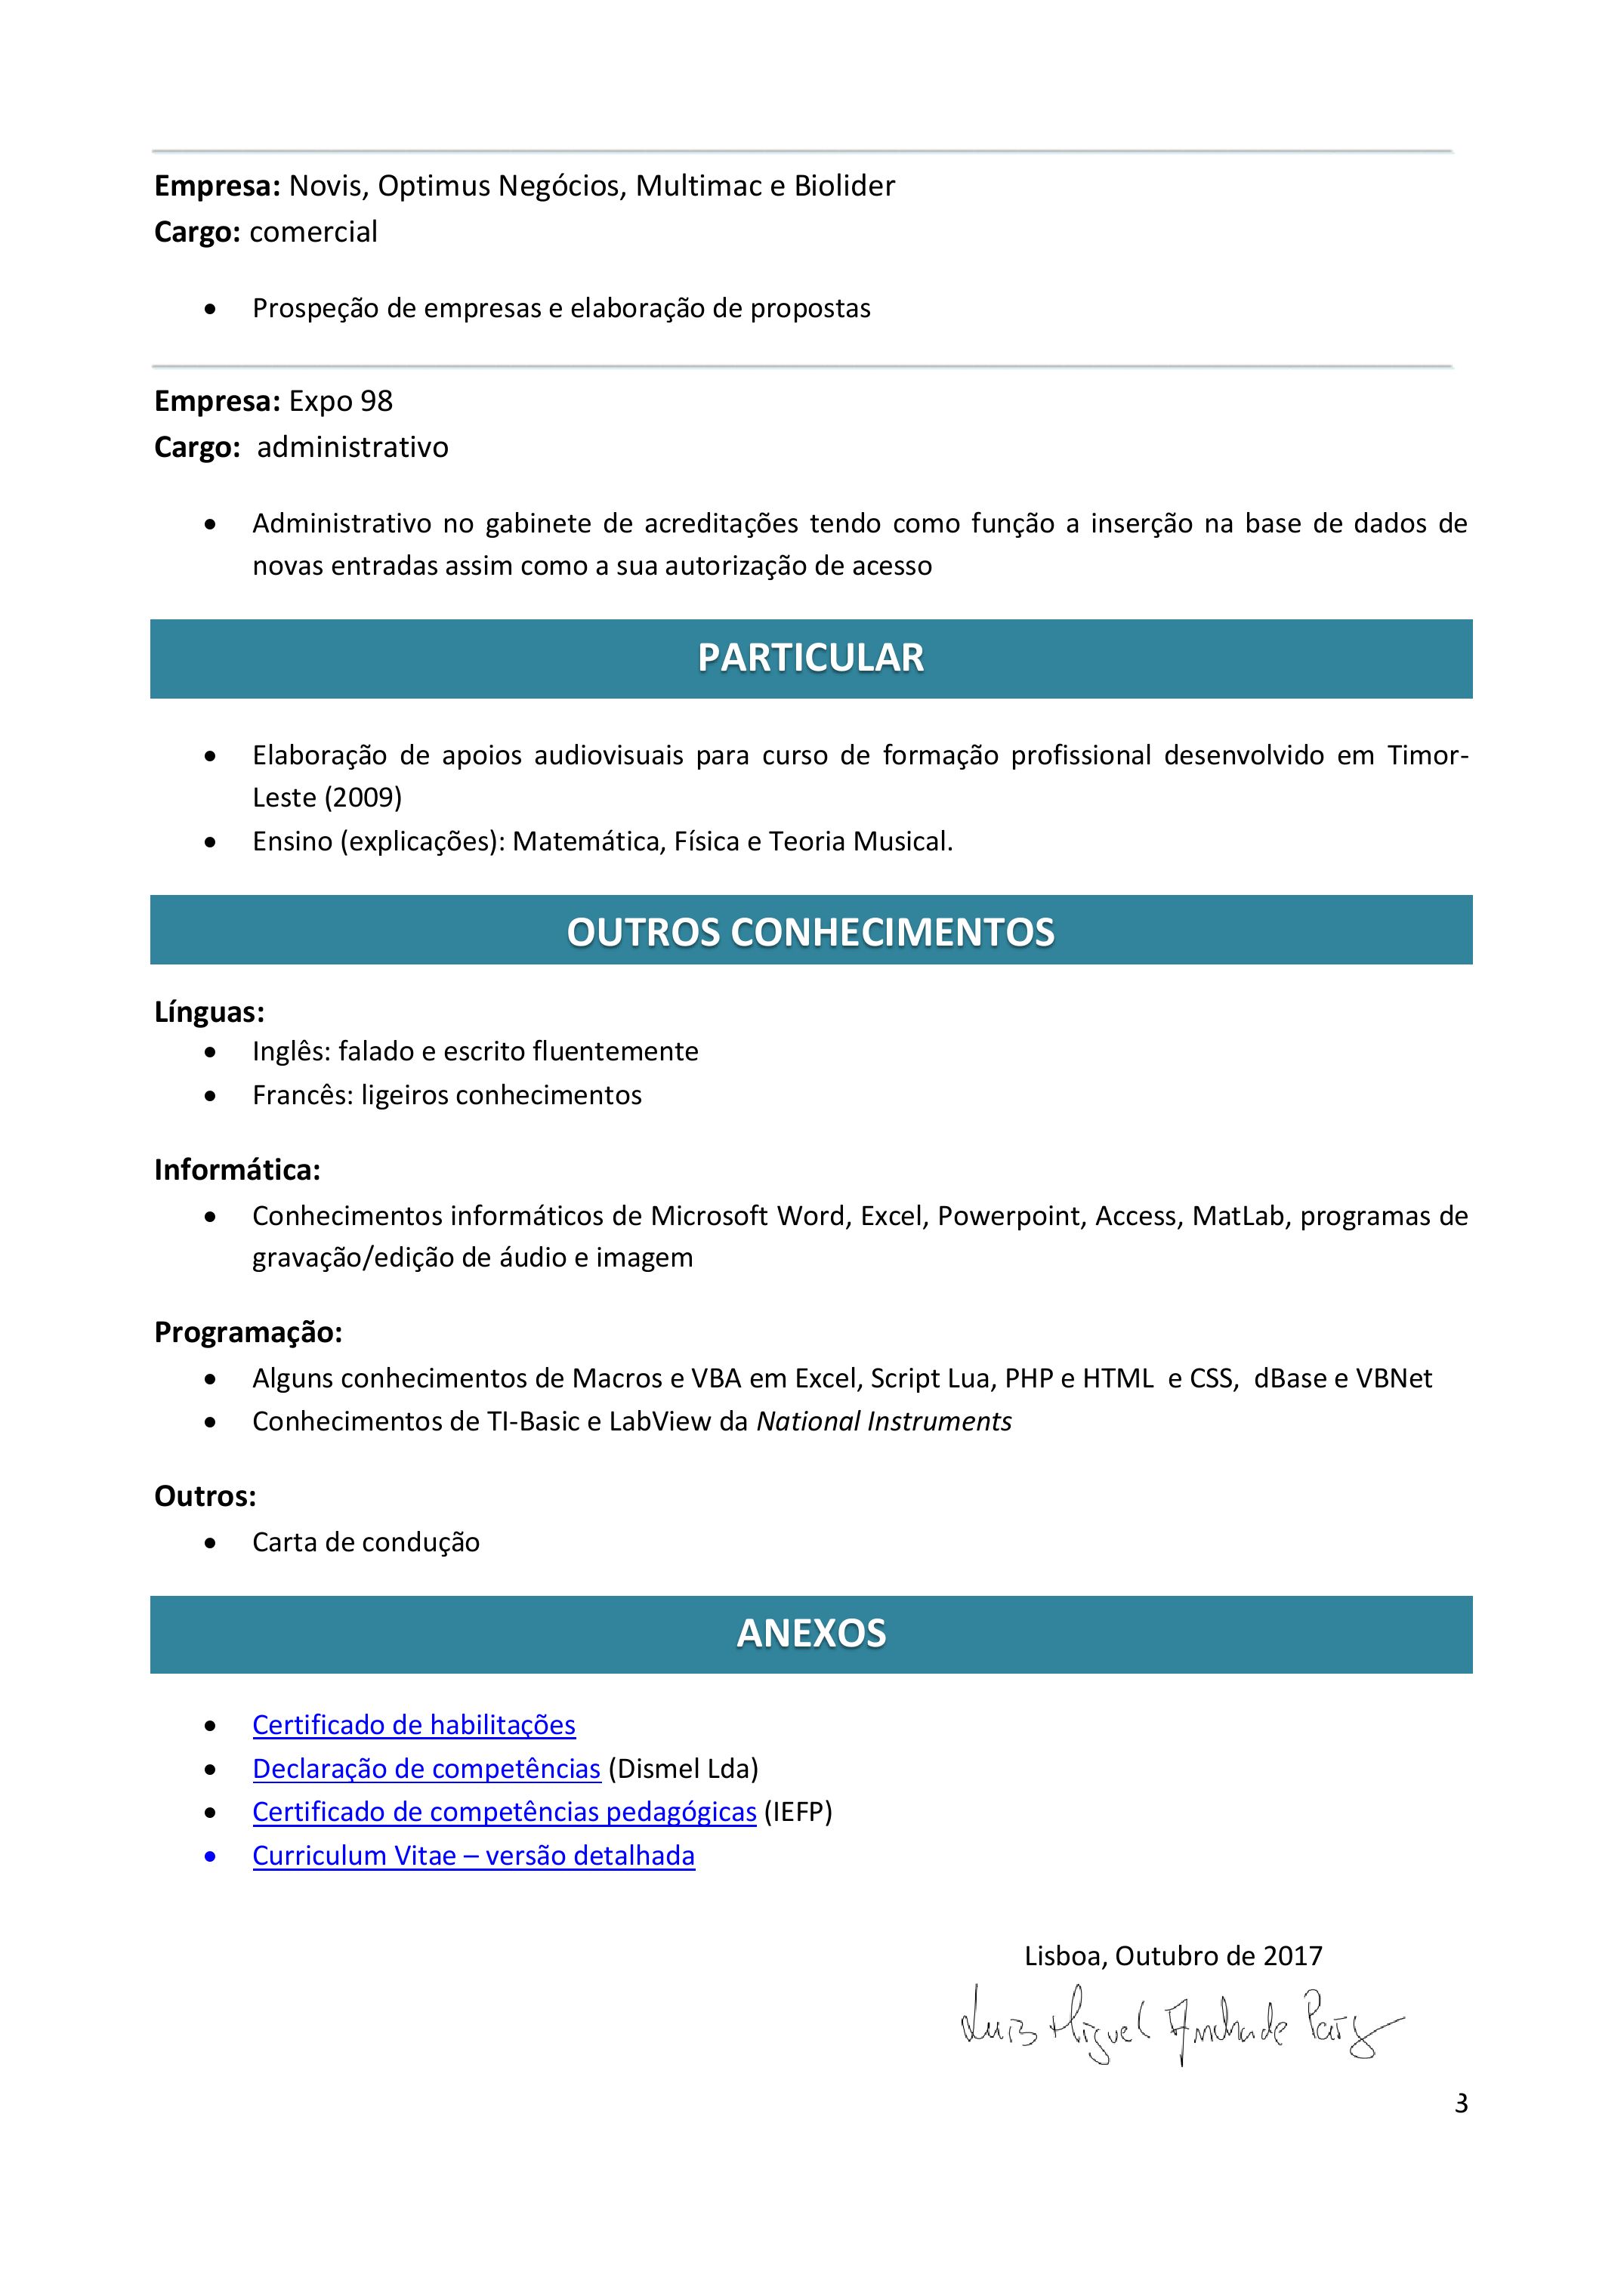 Empresa: Novis, Optimus Negócios, Multimac e Biolider
Cargo: comercial
• Prospeção de empresas e elaboração de propostas
Empresa: Expo 98
Cargo:  administrativo
• Administrativo no gabinete de acreditações tendo como função a inserção na base de dados de
novas entradas assim como a sua autorização de acesso
PARTICULAR
• Elaboração de apoios audiovisuais para curso de formação profissional desenvolvido em Timor-
Leste (2009)
• Ensino (explicações): Matemática, Física e Teoria Musical.
OUTROS CONHECIMENTOS
Línguas:
• Inglês: falado e escrito fluentemente
• Francês: ligeiros conhecimentos
Informática:
• Conhecimentos informáticos de Microsoft Word, Excel, Powerpoint, Access, MatLab, programas de
gravação/edição de áudio e imagem
Programação:
• Alguns conhecimentos de Macros e VBA em Excel, Script Lua, PHP e HTML  e CSS,  dBase e VBNet
• Conhecimentos de TI-Basic e LabView da National Instruments
Outros:
• Carta de condução
ANEXOS
• Certificado de habilitações
• Declaração de competências (Dismel Lda)
• Certificado de competências pedagógicas (IEFP)
• Curriculum Vitae – versão detalhada
Lisboa, Outubro de 2017
Luis Miguel Andrade
3